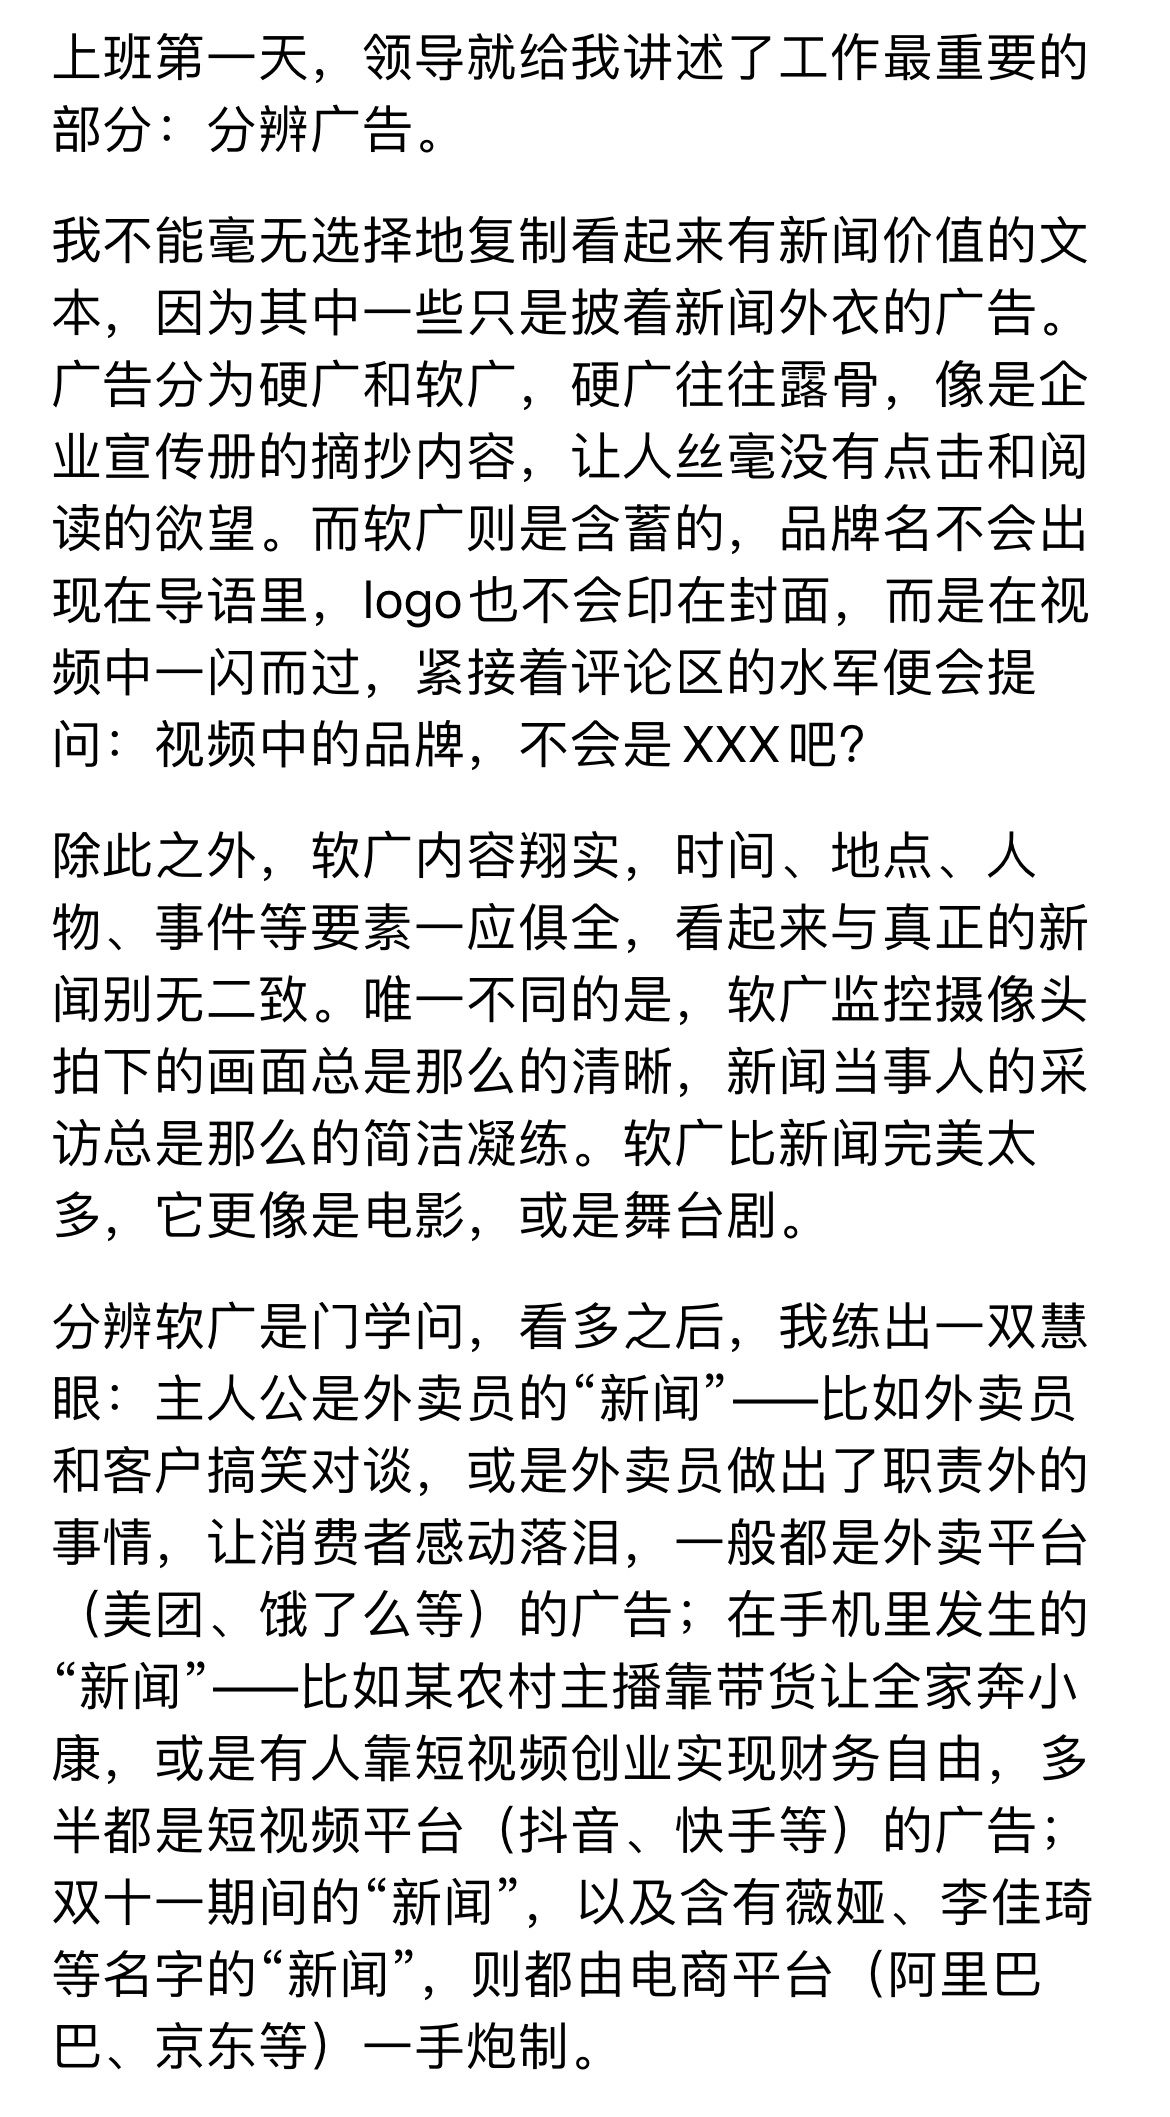 上班第一天，领导就给我讲述了工作最重要的
部分：分辨广告。
我不能毫无选择地复制看起来有新闻价值的文
本，因为其中一些只是披着新闻外衣的广告。
广告分为硬广和软广，硬广往往露骨，像是企
业宣传册的摘抄内容，让人丝毫没有点击和阅
读的欲望。而软广则是含蓄的，品牌名不会出
现在导语里，logo也不会印在封面，而是在视
频中一闪而过，紧接着评论区的水军便会提
问：视频中的品牌，不会是XXX吧？
除此之外，软广内容翔实，时间、地点、人
物、事件等要素一应俱全，看起来与真正的新
闻别无二致。唯一不同的是，软广监控摄像头
拍下的画面总是那么的清晰，新闻当事人的采
访总是那么的简洁凝练。软广比新闻完美太
多，它更像是电影，或是舞台剧。
分辨软广是门学问，看多之后，我练出一双慧
眼：主人公是外卖员的“新闻”——比如外卖员
和客户搞笑对谈，或是外卖员做出了职责外的
事情，让消费者感动落泪，一般都是外卖平台
（美团、饿了么等）的广告；在手机里发生的
“新闻”——比如某农村主播靠带货让全家奔小
康，或是有人靠短视频创业实现财务自由，多
半都是短视频平台（抖音、快手等）的广告；
双十一期间的“新闻”，以及含有薇娅、李佳琦
等名字的“新闻”，则都由电商平台（阿里巴
巴、京东等）一手炮制。